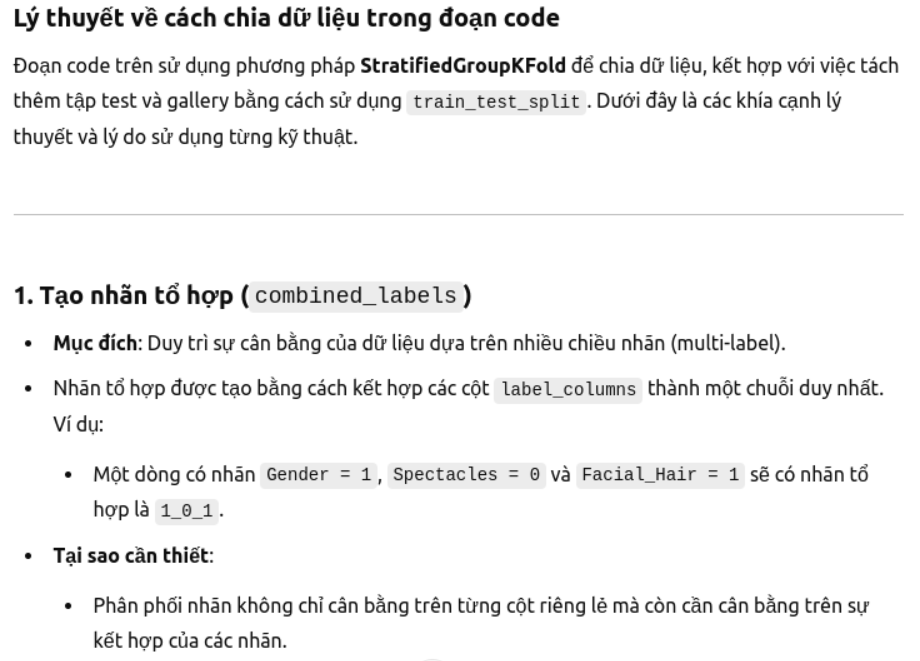 Lý thuyết về cách chia dữ liệu trong đoạn code
Đoạn code trên sử dụng phương pháp StratifiedGroupKFold để chia dữ liệu, kết hợp với việc tách
thêm tập test và gallery bằng cách sử dụng train_test_split. Dưới đây là các khía cạnh lý
thuyết và lý do sử dụng từng kỹ thuật.
1. Tạo nhãn tổ hợp (combined_labels)
• Mục đích: Duy trì sự cân bằng của dữ liệu dựa trên nhiều chiều nhãn (multi-label).
• Nhãn tổ hợp được tạo bằng cách kết hợp các cột label_columns thành một chuỗi duy nhất.
Ví dụ:
• Một dòng có nhãn Gender = 1, Spectacles = 0 và Facial_Hair = 1 sẽ có nhãn tổ
hợp là 1_0_1.
• Tại sao cần thiết:
• Phân phối nhãn không chỉ cân bằng trên từng cột riêng lẻ mà còn cần cân bằng trên sự
kết hợp của các nhãn.